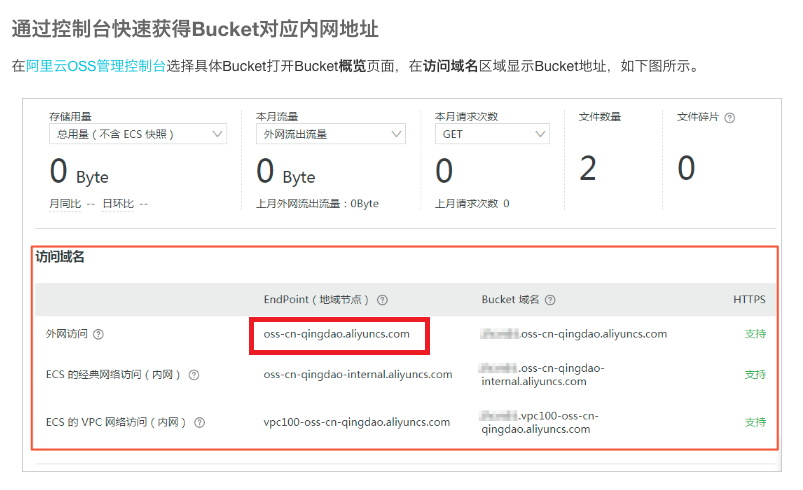 通过控制台快速获得Bucket对应内网地址
在阿里云OSS管理控制台选择具体Bucket打开Bucket概览页面，在访问域名区域显示Bucket地址，如下图所示。
存储用量 本月流量 本月请求次数 文件数量 文件碎片 ?
总用量（不含 ECS 快照） 外网流出流量 GET
0 Byte 0 Byte 0 2 0
月同比 -- 日环比 -- 上月外网流出流量：0Byte 上月请求次数 0
访问域名
EndPoint（地域节点） ? Bucket 域名 ? HTTPS
外网访问 ? oss-cn-qingdao.aliyuncs.com .oss-cn-qingdao.aliyuncs.com 支持
ECS 的经典网络访问（内网） ? oss-cn-qingdao-internal.aliyuncs.com .oss-cn-qingdao-
internal.aliyuncs.com 支持
ECS 的 VPC 网络访问（内网） ? vpc100-oss-cn-qingdao.aliyuncs.com .vpc100-oss-cn-
qingdao.aliyuncs.com 支持